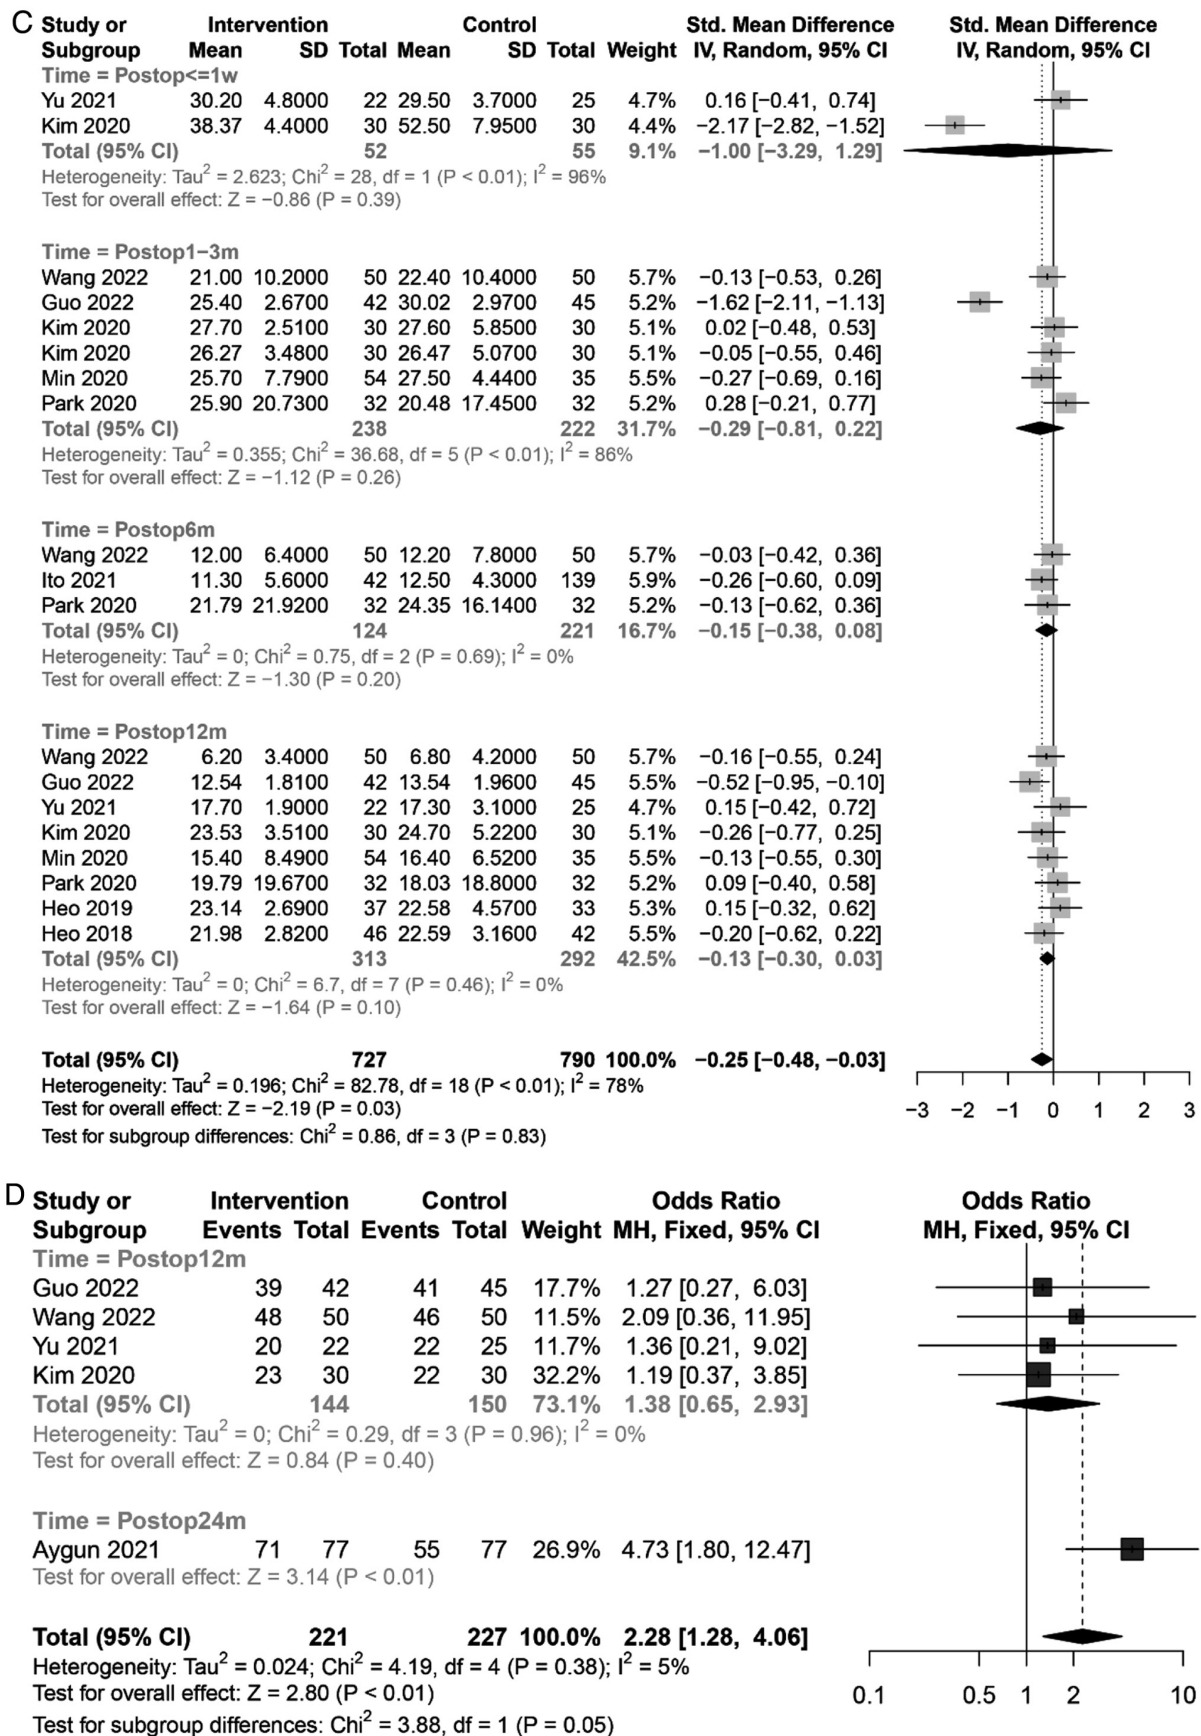 C Study or Intervention Control Std. Mean Difference Std. Mean Difference
Subgroup Mean SD Total Mean SD Total Weight IV, Random, 95% CI IV, Random, 95% CI
Time = Postop<=1w
Yu 2021 30.20 4.8000 22 29.50 3.7000 25 4.7% 0.16 [−0.41, 0.74]
Kim 2020 38.37 4.4000 30 52.50 7.9500 30 4.4% −2.17 [−2.82, −1.52]
Total (95% CI) 52 55 9.1% −1.00 [−3.29, 1.29]
Heterogeneity: Tau² = 2.623; Chi² = 28, df = 1 (P < 0.01); I² = 96%
Test for overall effect: Z = −0.86 (P = 0.39)
Time = Postop1−3m
Wang 2022 21.00 10.2000 50 22.40 10.4000 50 5.7% −0.13 [−0.53, 0.26]
Guo 2022 25.40 2.6700 42 30.02 2.9700 45 5.2% −1.62 [−2.11, −1.13]
Kim 2020 27.70 2.5100 30 27.60 5.8500 30 5.1% 0.02 [−0.48, 0.53]
Kim 2020 26.27 3.4800 30 26.47 5.0700 30 5.1% −0.05 [−0.55, 0.46]
Min 2020 25.70 7.7900 54 27.50 4.4400 35 5.5% −0.27 [−0.69, 0.16]
Park 2020 25.90 20.7300 32 20.48 17.4500 32 5.2% 0.28 [−0.21, 0.77]
Total (95% CI) 238 222 31.7% −0.29 [−0.81, 0.22]
Heterogeneity: Tau² = 0.355; Chi² = 36.68, df = 5 (P < 0.01); I² = 86%
Test for overall effect: Z = −1.12 (P = 0.26)
Time = Postop6m
Wang 2022 12.00 6.4000 50 12.20 7.8000 50 5.7% −0.03 [−0.42, 0.36]
Ito 2021 11.30 5.6000 42 12.50 4.3000 139 5.9% −0.26 [−0.60, 0.09]
Park 2020 21.79 21.9200 32 24.35 16.1400 32 5.2% −0.13 [−0.62, 0.36]
Total (95% CI) 124 221 16.7% −0.15 [−0.38, 0.08]
Heterogeneity: Tau² = 0; Chi² = 0.75, df = 2 (P = 0.69); I² = 0%
Test for overall effect: Z = −1.30 (P = 0.20)
Time = Postop12m
Wang 2022 6.20 3.4000 50 6.80 4.2000 50 5.7% −0.16 [−0.55, 0.24]
Guo 2022 12.54 1.8100 42 13.54 1.9600 45 5.5% −0.52 [−0.95, −0.10]
Yu 2021 17.70 1.9000 22 17.30 3.1000 25 4.7% 0.15 [−0.42, 0.72]
Kim 2020 23.53 3.5100 30 24.70 5.2200 30 5.1% −0.26 [−0.77, 0.25]
Min 2020 15.40 8.4900 54 16.40 6.5200 35 5.5% −0.13 [−0.55, 0.30]
Park 2020 19.79 19.6700 32 18.03 18.8000 32 5.2% 0.09 [−0.40, 0.58]
Heo 2019 23.14 2.6900 37 22.58 4.5700 33 5.3% 0.15 [−0.32, 0.62]
Heo 2018 21.98 2.8200 46 22.59 3.1600 42 5.5% −0.20 [−0.62, 0.22]
Total (95% CI) 313 292 42.5% −0.13 [−0.30, 0.03]
Heterogeneity: Tau² = 0; Chi² = 6.7, df = 7 (P = 0.46); I² = 0%
Test for overall effect: Z = −1.64 (P = 0.10)
Total (95% CI) 727 790 100.0% −0.25 [−0.48, −0.03]
Heterogeneity: Tau² = 0.196; Chi² = 82.78, df = 18 (P < 0.01); I² = 78%
Test for overall effect: Z = −2.19 (P = 0.03)
−3 −2 −1 0 1 2 3
Test for subgroup differences: Chi² = 0.86, df = 3 (P = 0.83)
D Study or Intervention Control Odds Ratio Odds Ratio
Subgroup Events Total Events Total Weight MH, Fixed, 95% CI MH, Fixed, 95% CI
Time = Postop12m
Guo 2022 39 42 41 45 17.7% 1.27 [0.27, 6.03]
Wang 2022 48 50 46 50 11.5% 2.09 [0.36, 11.95]
Yu 2021 20 22 22 25 11.7% 1.36 [0.21, 9.02]
Kim 2020 23 30 22 30 32.2% 1.19 [0.37, 3.85]
Total (95% CI) 144 150 73.1% 1.38 [0.65, 2.93]
Heterogeneity: Tau² = 0; Chi² = 0.29, df = 3 (P = 0.96); I² = 0%
Test for overall effect: Z = 0.84 (P = 0.40)
Time = Postop24m
Aygun 2021 71 77 55 77 26.9% 4.73 [1.80, 12.47]
Test for overall effect: Z = 3.14 (P < 0.01)
Total (95% CI) 221 227 100.0% 2.28 [1.28, 4.06]
Heterogeneity: Tau² = 0.024; Chi² = 4.19, df = 4 (P = 0.38); I² = 5%
Test for overall effect: Z = 2.80 (P < 0.01)
0.1 0.5 1 2 10
Test for subgroup differences: Chi² = 3.88, df = 1 (P = 0.05)